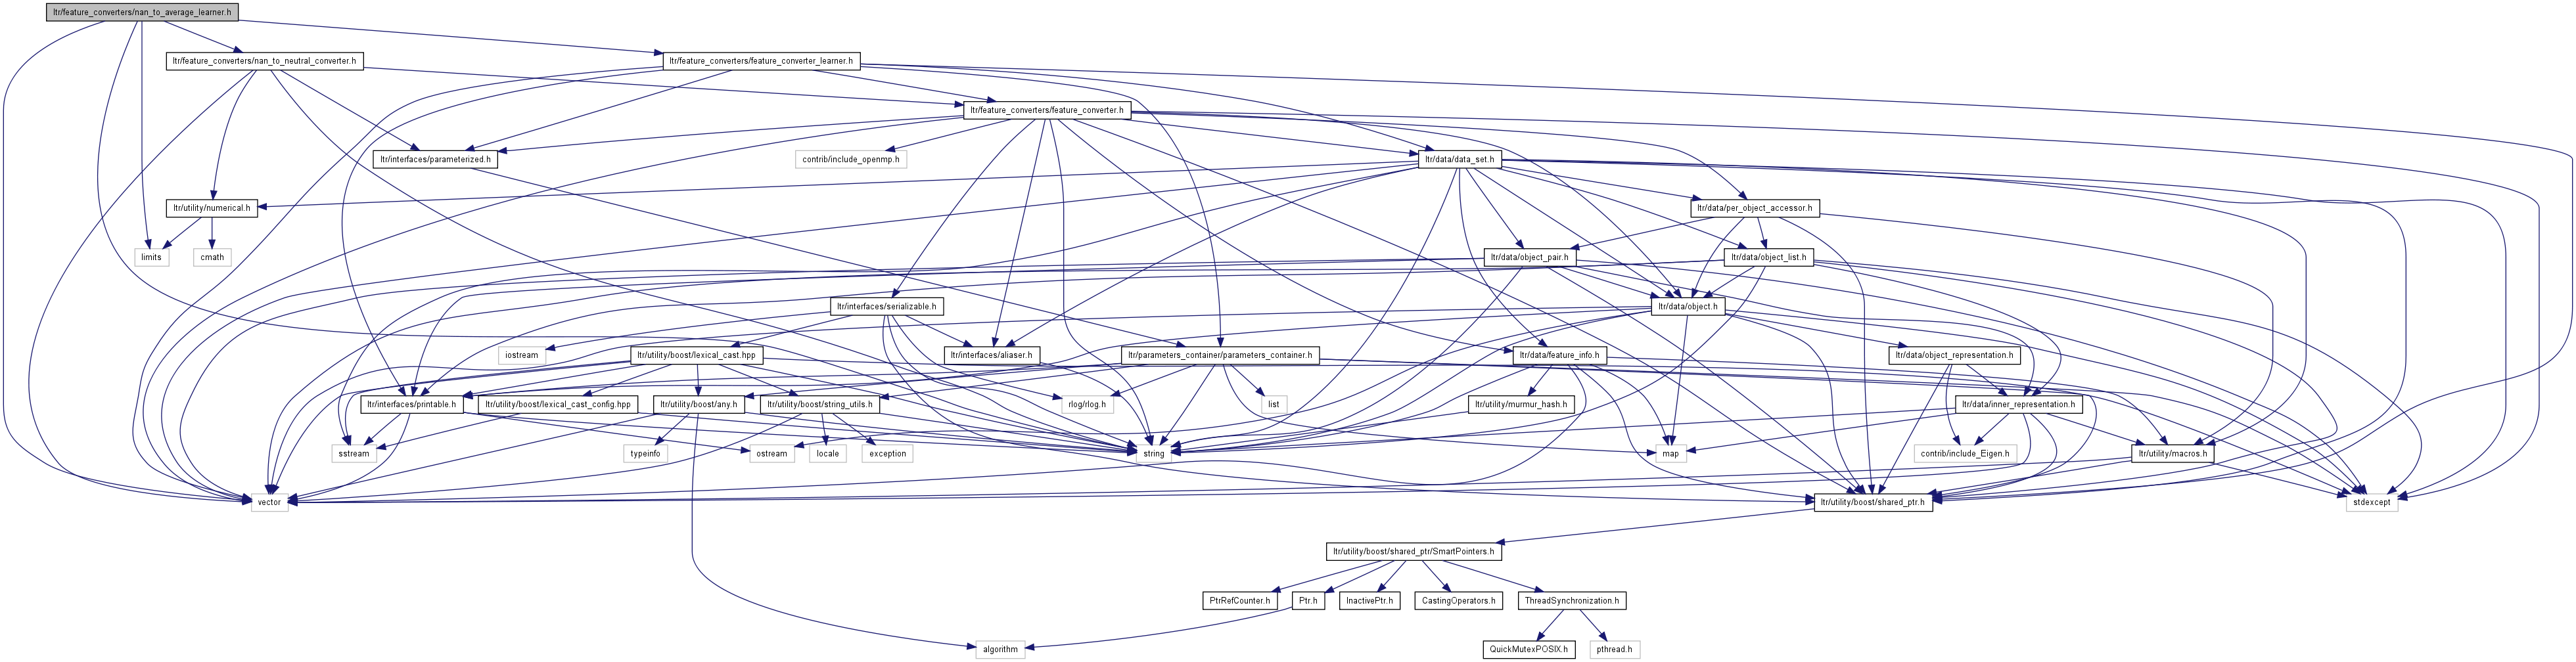 ltr/feature_converters/nan_to_average_learner.h
ltr/feature_converters/nan_to_neutral_converter.h
ltr/feature_converters/feature_converter_learner.h
ltr/feature_converters/feature_converter.h
ltr/interfaces/parameterized.h
contrib/include_openmp.h
ltr/data/data_set.h
ltr/utility/numerical.h
ltr/data/per_object_accessor.h
limits
cmath
ltr/data/object_pair.h
ltr/data/object_list.h
ltr/interfaces/serializable.h
ltr/data/object.h
iostream
ltr/utility/boost/lexical_cast.hpp
ltr/interfaces/aliaser.h
ltr/parameters_container/parameters_container.h
ltr/data/feature_info.h
ltr/data/object_representation.h
ltr/interfaces/printable.h
ltr/utility/boost/lexical_cast_config.hpp
ltr/utility/boost/any.h
ltr/utility/boost/string_utils.h
rlog/rlog.h
list
ltr/utility/murmur_hash.h
ltr/data/inner_representation.h
sstream
typeinfo
ostream
locale
exception
string
map
contrib/include_Eigen.h
ltr/utility/macros.h
vector
ltr/utility/boost/shared_ptr.h
stdexcept
ltr/utility/boost/shared_ptr/SmartPointers.h
PtrRefCounter.h
Ptr.h
InactivePtr.h
CastingOperators.h
ThreadSynchronization.h
algorithm
QuickMutexPOSIX.h
pthread.h